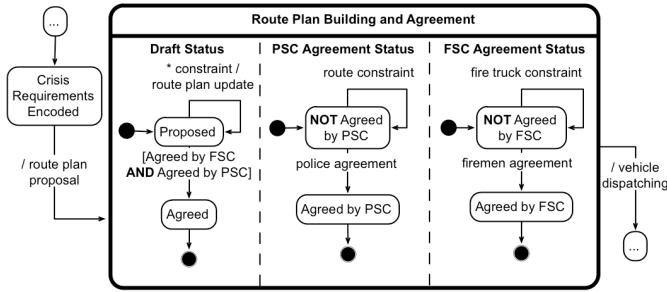 ...
Crisis
Requirements
Encoded
/ route plan
proposal
Route Plan Building and Agreement
Draft Status
* constraint /
route plan update
Proposed
[Agreed by FSC
AND Agreed by PSC]
Agreed
PSC Agreement Status
route constraint
NOT Agreed
by PSC
police agreement
Agreed by PSC
FSC Agreement Status
fire truck constraint
NOT Agreed
by FSC
firemen agreement
Agreed by FSC
/ vehicle
dispatching
...